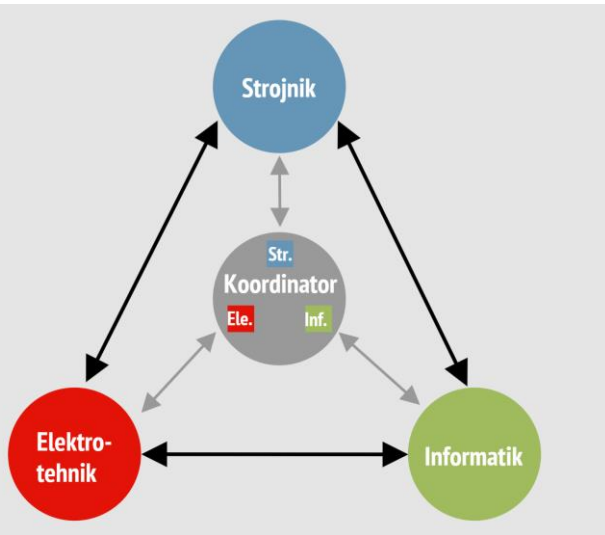 Strojnik
Str.
Koordinator
Ele.
Inf.
Elektro-
tehnik
Informatik